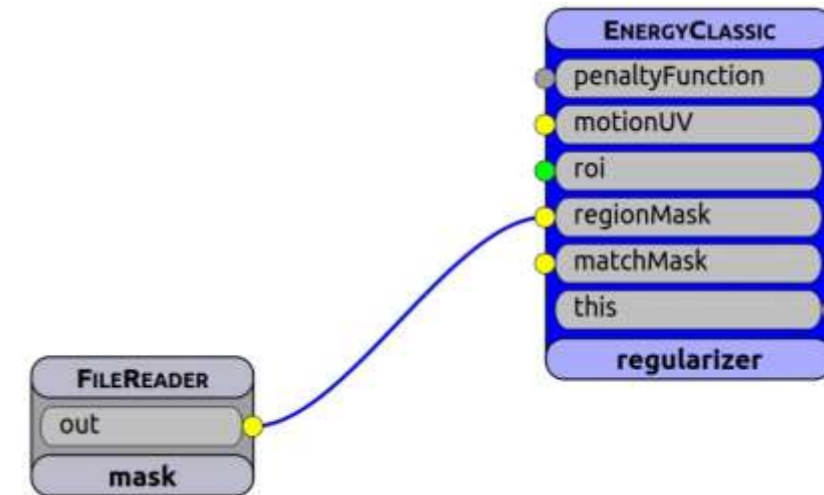 ENERGYCLASSIC
penaltyFunction
motionUV
roi
regionMask
matchMask
this
regularizer
FILEREADER
out
mask